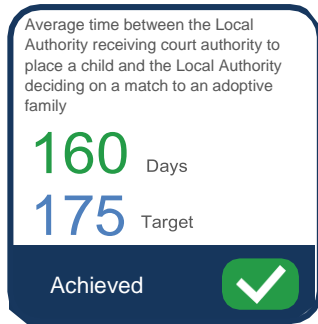 Average time between the Local
Authority receiving court authority to
place a child and the Local Authority
deciding on a match to an adoptive
family
160 Days
175 Target
Achieved